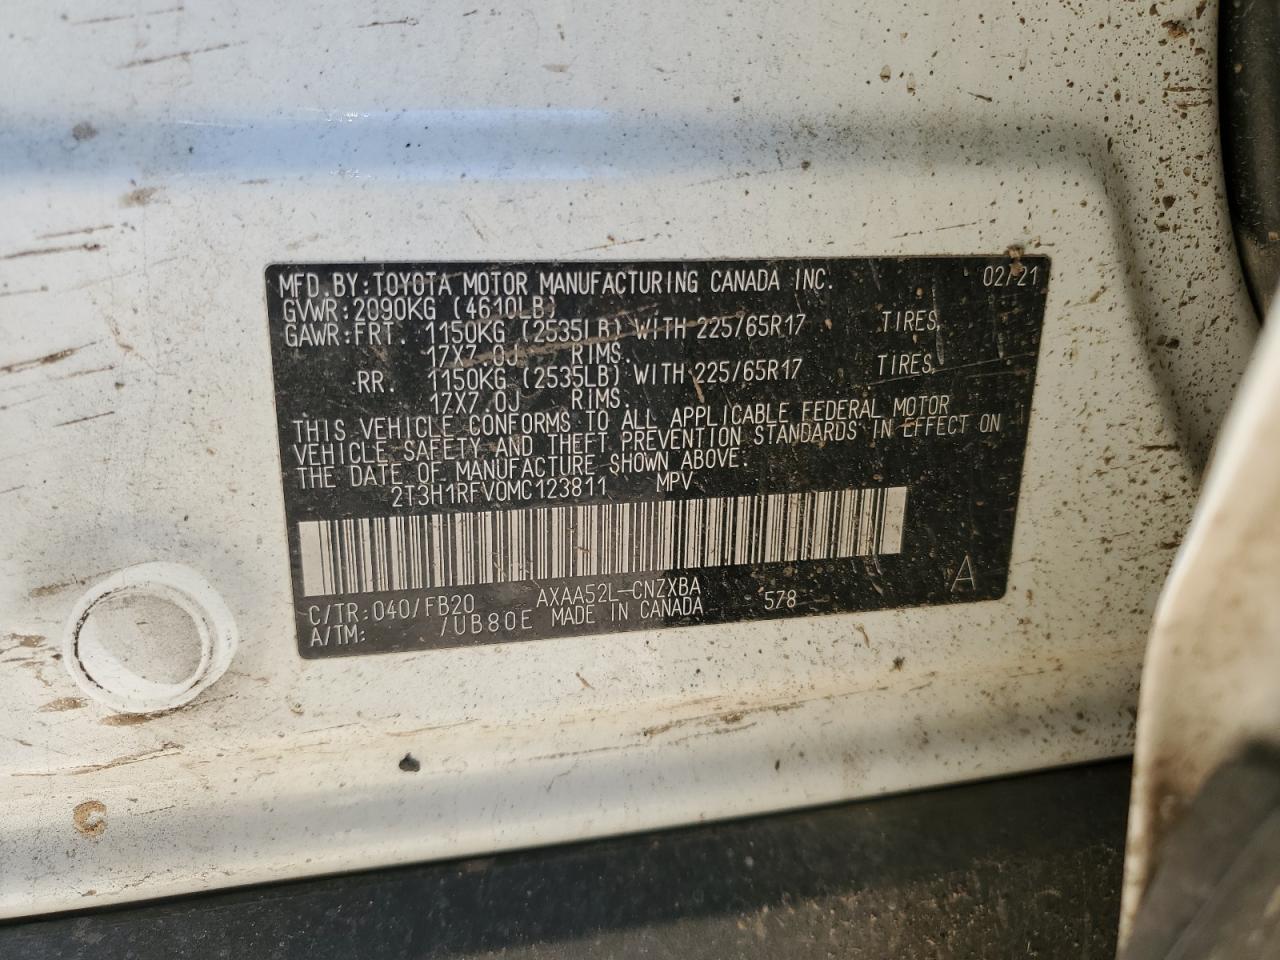 MFD.BY:TOYOTA MOTOR MANUFACTURING CANADA INC. 02/21
GVWR:2090KG (4610LB)
GAWR:FRT. 1150KG (2535LB) WITH 225/65R17 TIRES,
17X7.0J RIMS.
RR. 1150KG (2535LB) WITH 225/65R17 TIRES,
17X7.0J RIMS.
THIS VEHICLE CONFORMS TO ALL APPLICABLE FEDERAL MOTOR
VEHICLE SAFETY AND THEFT PREVENTION STANDARDS IN EFFECT ON
THE DATE OF MANUFACTURE SHOWN ABOVE.
2T3H1RFV0MC123811 MPV
C/TR:040/FB20 AXAA52L-CNZXBA 578 A
A/TM: /UB80E MADE IN CANADA